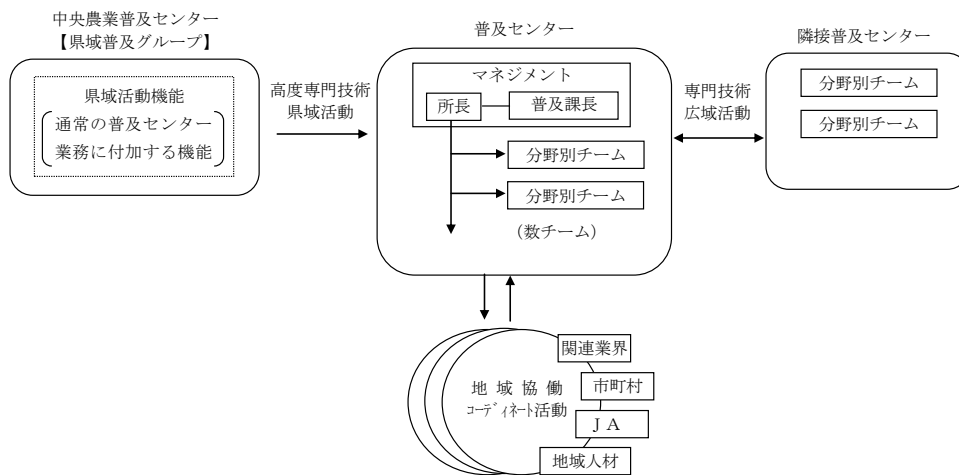 中央農業普及センター
【県域普及グループ】
県域活動機能
通常の普及センター
業務に付加する機能
高度専門技術
県域活動
普及センター
マネジメント
所長
普及課長
分野別チーム
分野別チーム
(数チーム)
専門技術
広域活動
隣接普及センター
分野別チーム
分野別チーム
地域協働
ｺｰﾃﾞｨﾈｰﾄ活動
関連業界
市町村
ＪＡ
地域人材